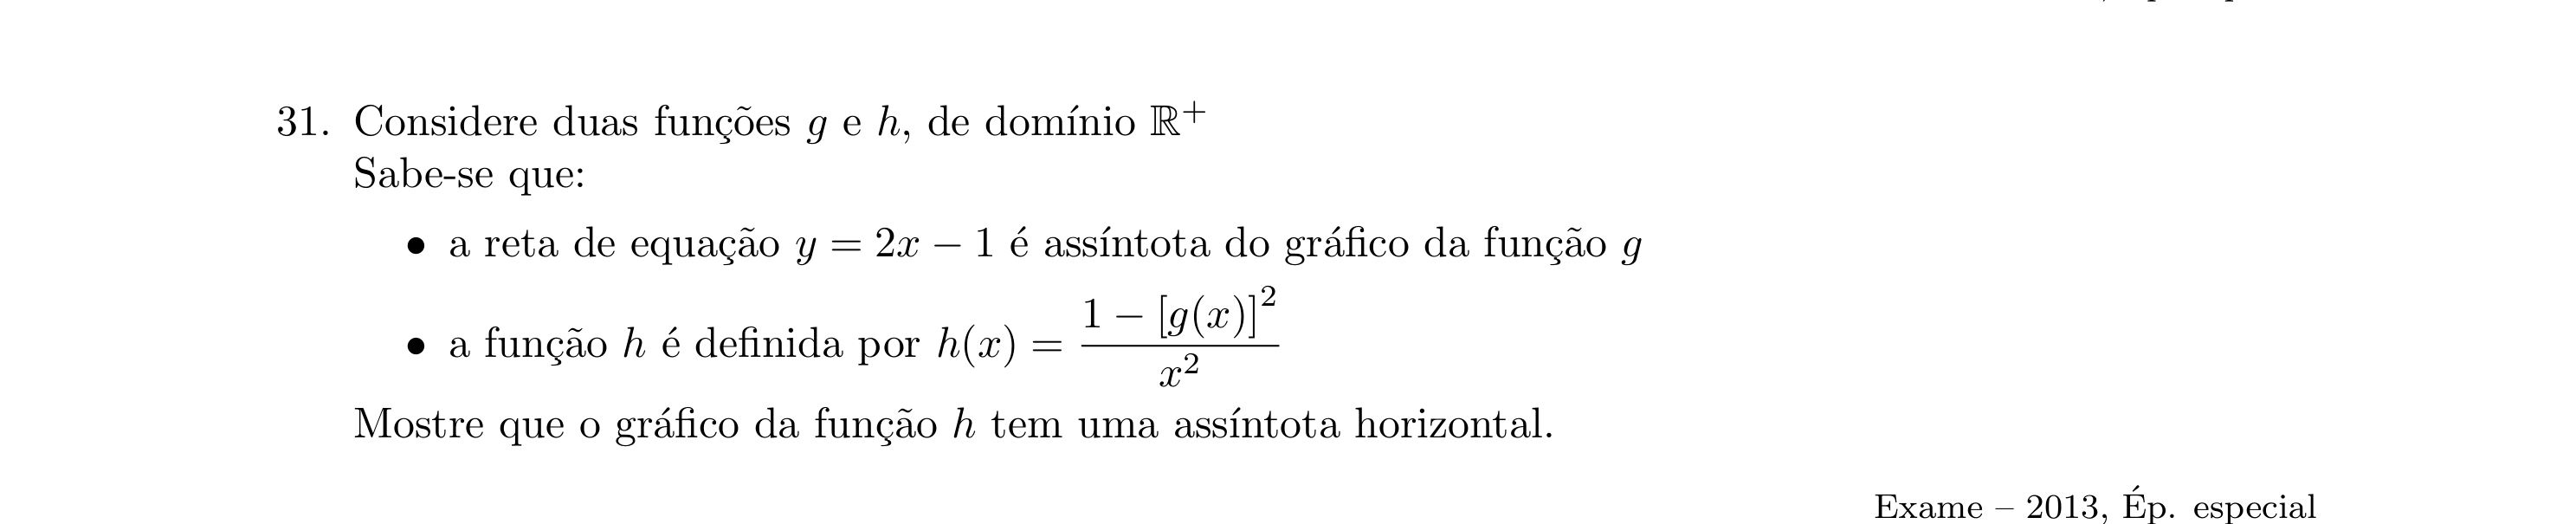 31. Considere duas funções g e h, de domínio ℝ⁺
Sabe-se que:
• a reta de equação y = 2x − 1 é assíntota do gráfico da função g
• a função h é definida por h(x) = \frac{1 − [g(x)]^2}{x^2}
Mostre que o gráfico da função h tem uma assíntota horizontal.
Exame – 2013, Ép. especial